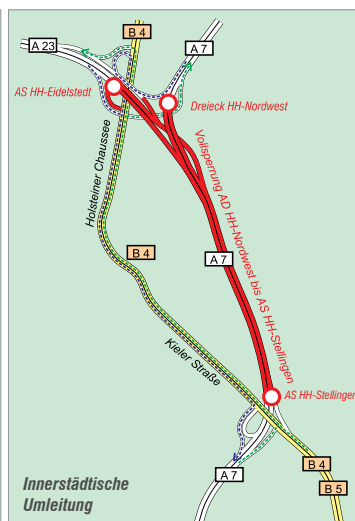 B 4
A 23
A 7
AS HH-Eidelstedt
Dreieck HH-Nordwest
Holsteiner Chaussee
Vollsperrung AD HH-Nordwest bis AS HH-Stellingen
B 4
A 7
Kieler Straße
AS HH-Stellingen
A 7
B 4
B 5
Innerstädtische
Umleitung